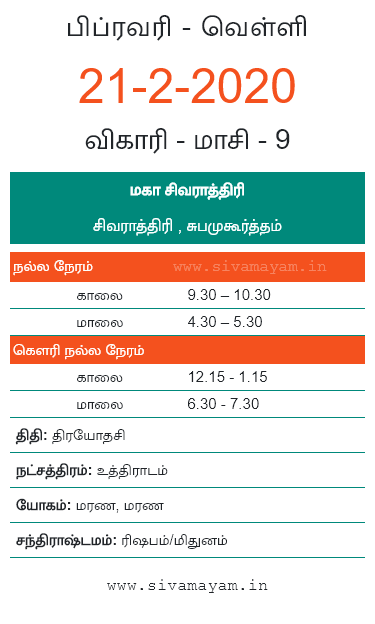 பிப்ரவரி - வெள்ளி
21-2-2020
விகாரி - மாசி - 9
மகா சிவராத்திரி
சிவராத்திரி , சுபமுகூர்த்தம்
நல்ல நேரம் www.sivamayam.in
காலை 9.30 – 10.30
மாலை 4.30 – 5.30
கௌரி நல்ல நேரம்
காலை 12.15 - 1.15
மாலை 6.30 - 7.30
திதி: திரயோதசி
நட்சத்திரம்: உத்திராடம்
யோகம்: மரண, மரண
சந்திராஷ்டமம்: ரிஷபம்/மிதுனம்
www.sivamayam.in